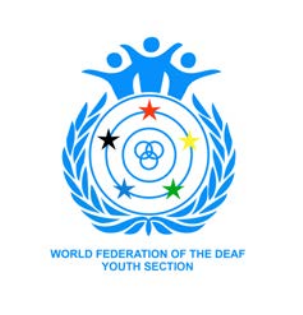 WORLD FEDERATION OF THE DEAF
YOUTH SECTION